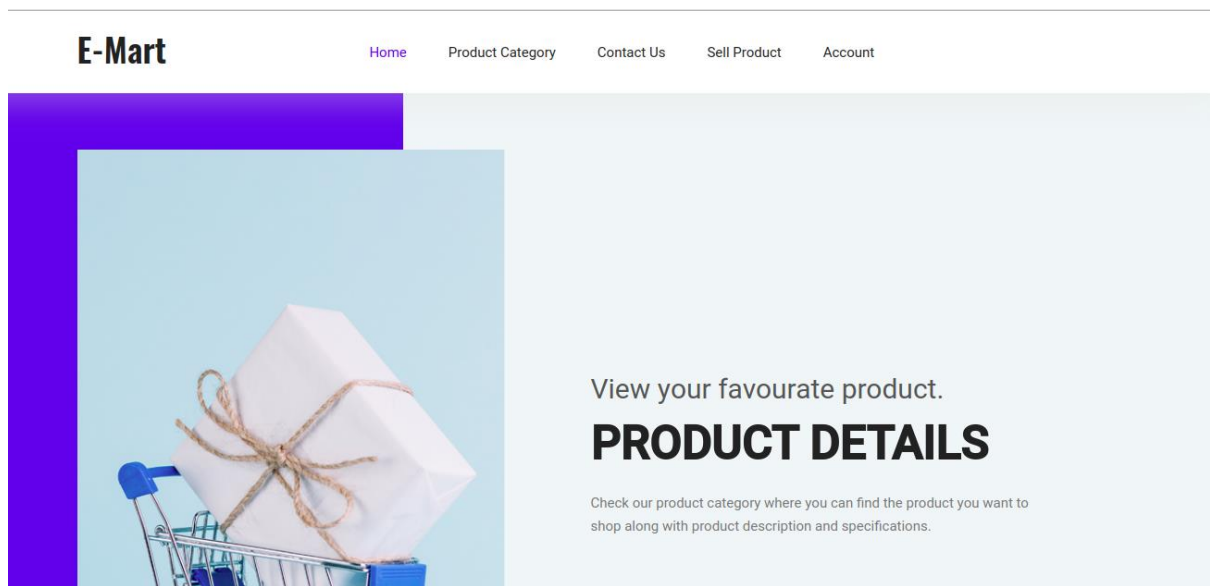 E-Mart
Home Product Category Contact Us Sell Product Account
View your favourate product.
PRODUCT DETAILS
Check our product category where you can find the product you want to
shop along with product description and specifications.